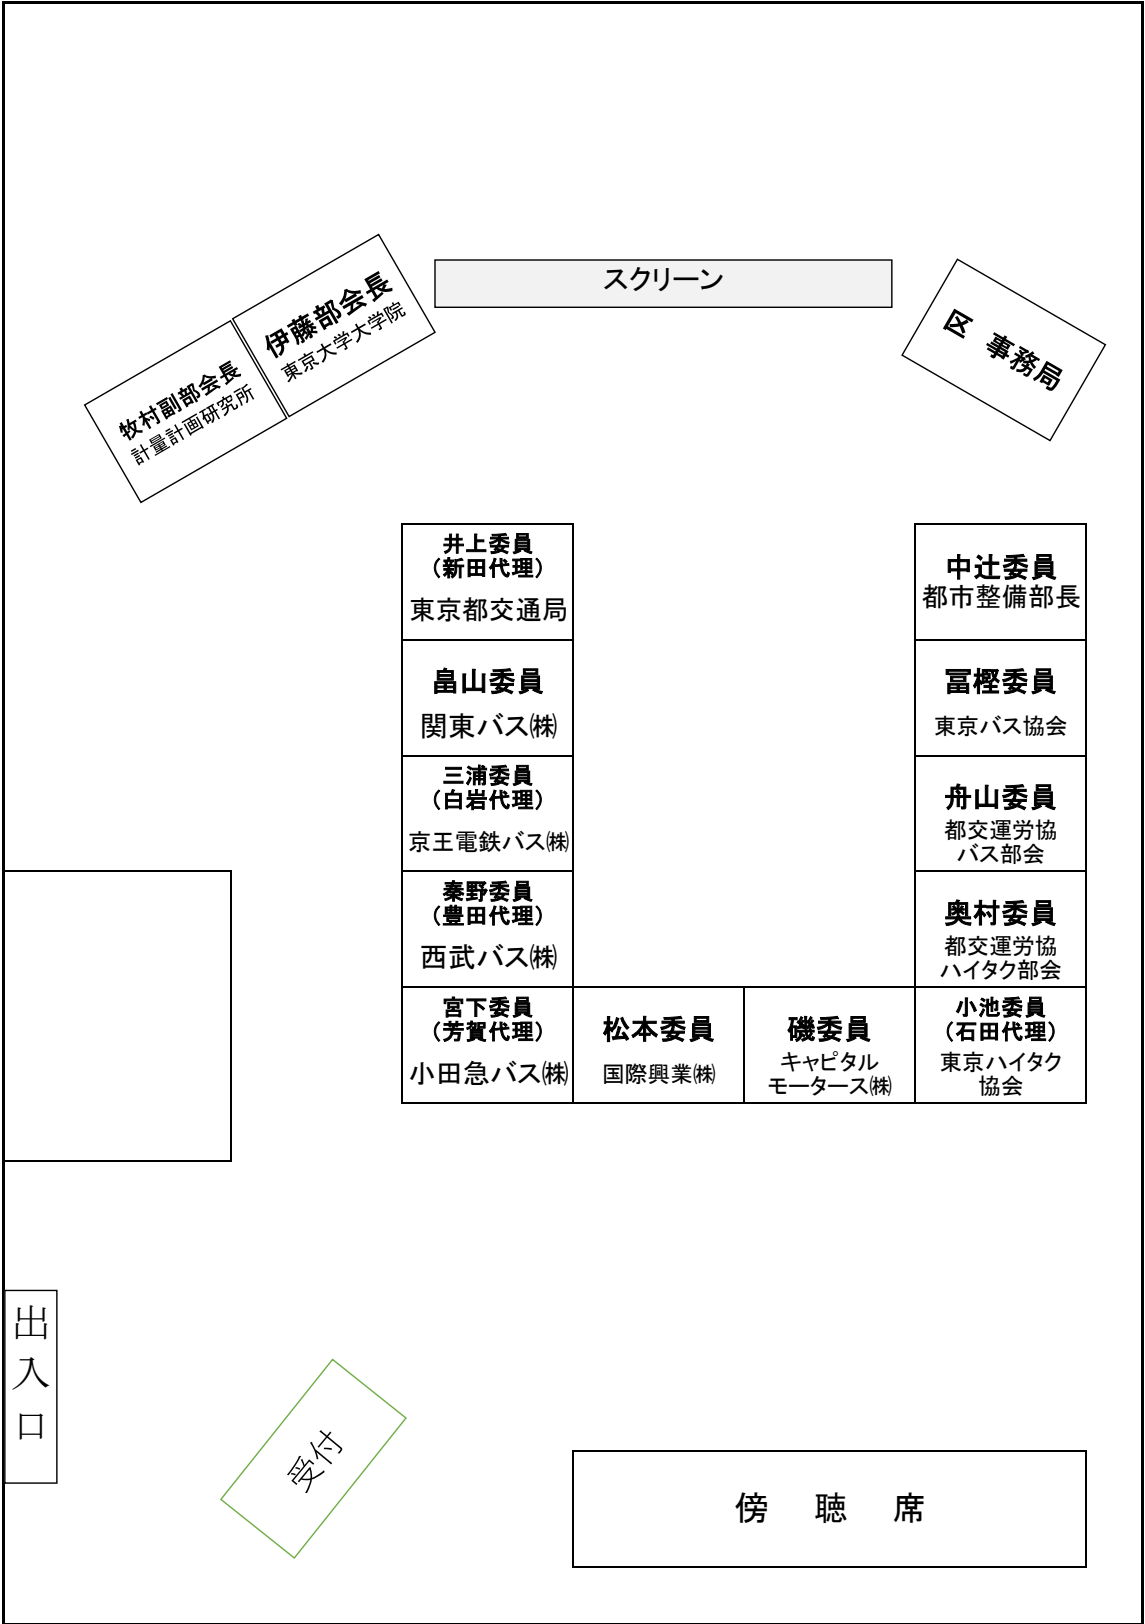 スクリーン
伊藤部会長
東京大学大学院
牧村副部会長
計量計画研究所
区 事務局
井上委員
（新田代理）
東京都交通局
畠山委員
関東バス㈱
三浦委員
（白岩代理）
京王電鉄バス㈱
秦野委員
（豊田代理）
西武バス㈱
宮下委員
（芳賀代理）
小田急バス㈱
松本委員
国際興業㈱
磯委員
キャピタル
モータース㈱
小池委員
（石田代理）
東京ハイタク
協会
中辻委員
都市整備部長
冨樫委員
東京バス協会
舟山委員
都交運労協
バス部会
奥村委員
都交運労協
ハイタク部会
出
入
口
受付
傍 聴 席